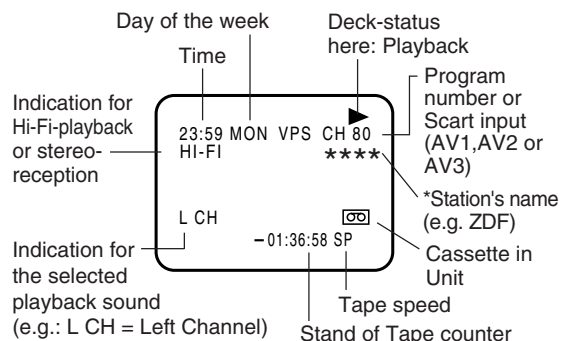 Day of the week
Time
Deck-status
here: Playback
Indication for
Hi-Fi-playback
or stereo-
reception
23:59 MON VPS CH 80
HI-FI
****
Program
number or
Scart input
(AV1,AV2 or
AV3)
*Station's name
(e.g. ZDF)
L CH
−01:36:58 SP
Cassette in
Unit
Indication for
the selected
playback sound
(e.g.: L CH = Left Channel)
Tape speed
Stand of Tape counter